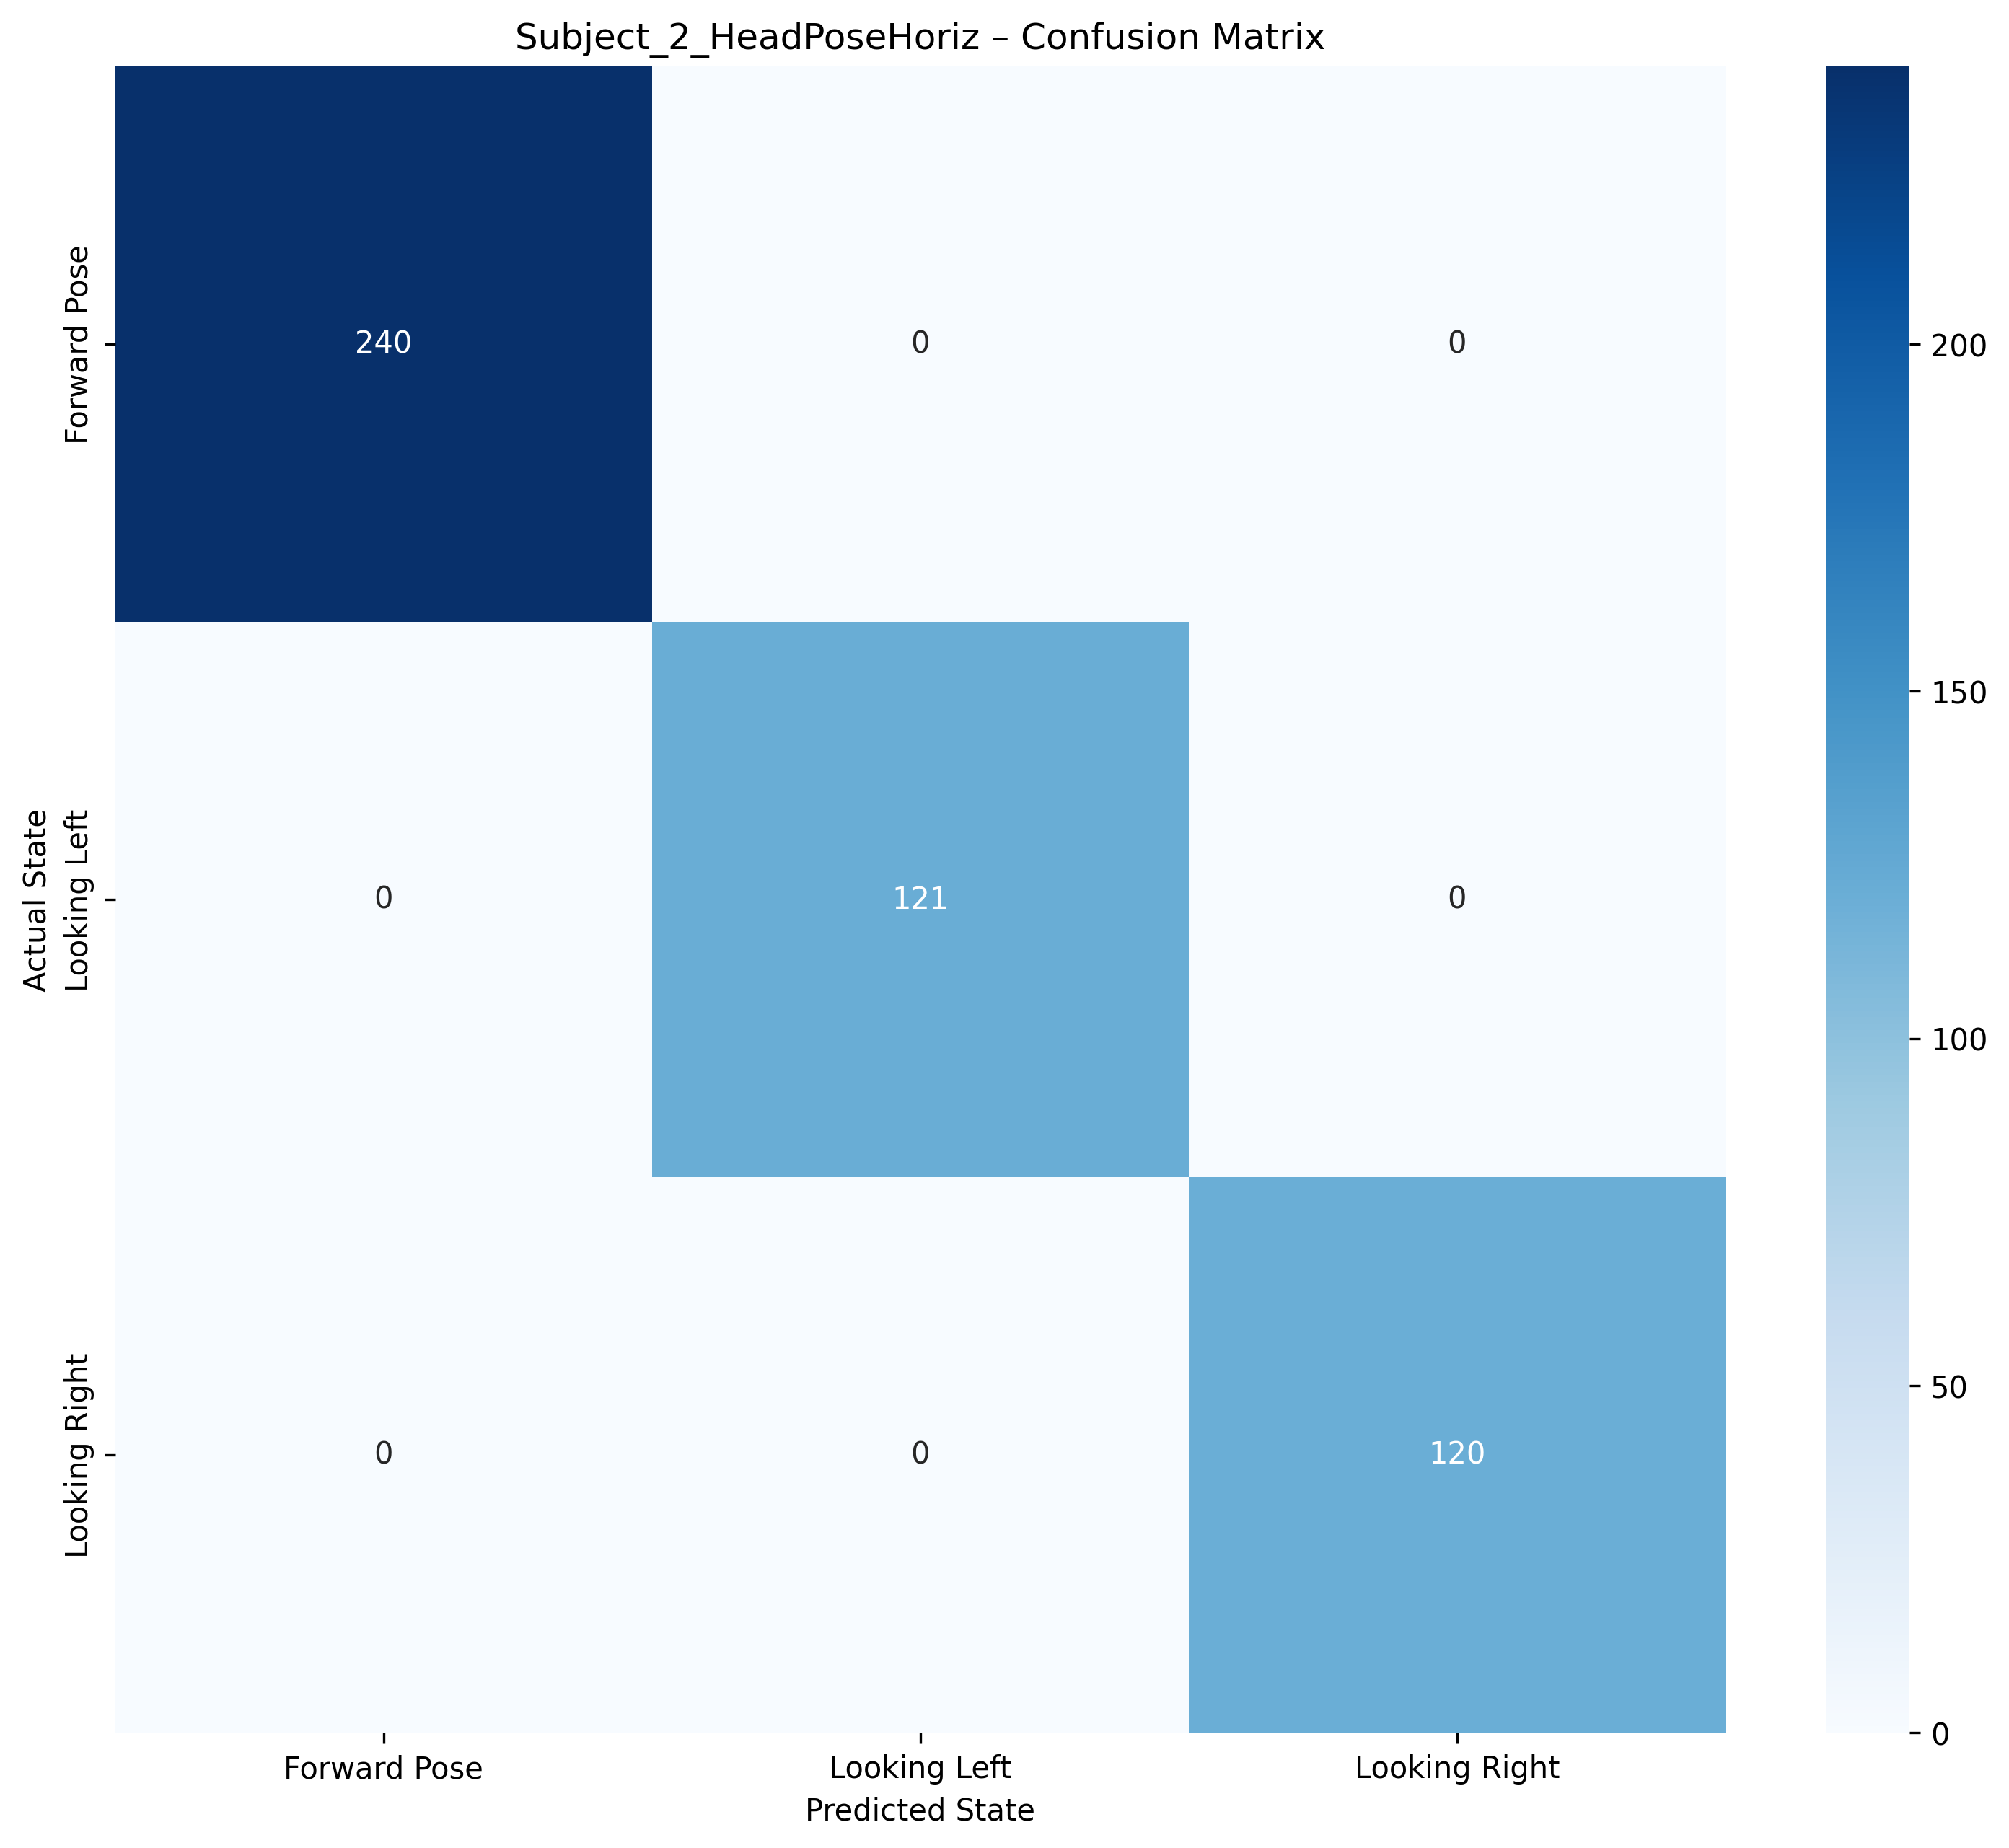 Subject_2_HeadPoseHoriz – Confusion Matrix
Actual State
Forward Pose
240
0
0
Looking Left
0
121
0
Looking Right
0
0
120
Forward Pose
Looking Left
Looking Right
Predicted State
200
150
100
50
0